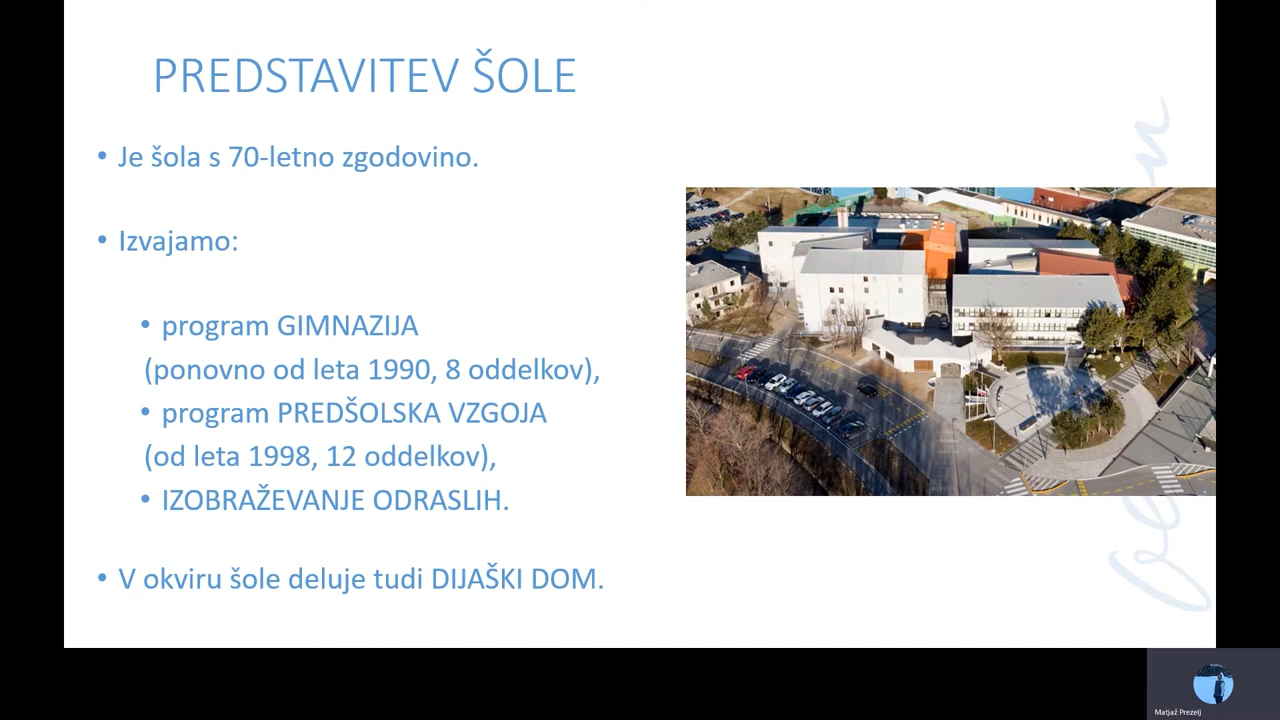 PREDSTAVITEV ŠOLE
• Je šola s 70-letno zgodovino.
• Izvajamo:
• program GIMNAZIJA
(ponovno od leta 1990, 8 oddelkov),
• program PREDŠOLSKA VZGOJA
(od leta 1998, 12 oddelkov),
• IZOBRAŽEVANJE ODRASLIH.
• V okviru šole deluje tudi DIJAŠKI DOM.
Matjaž Prezelj